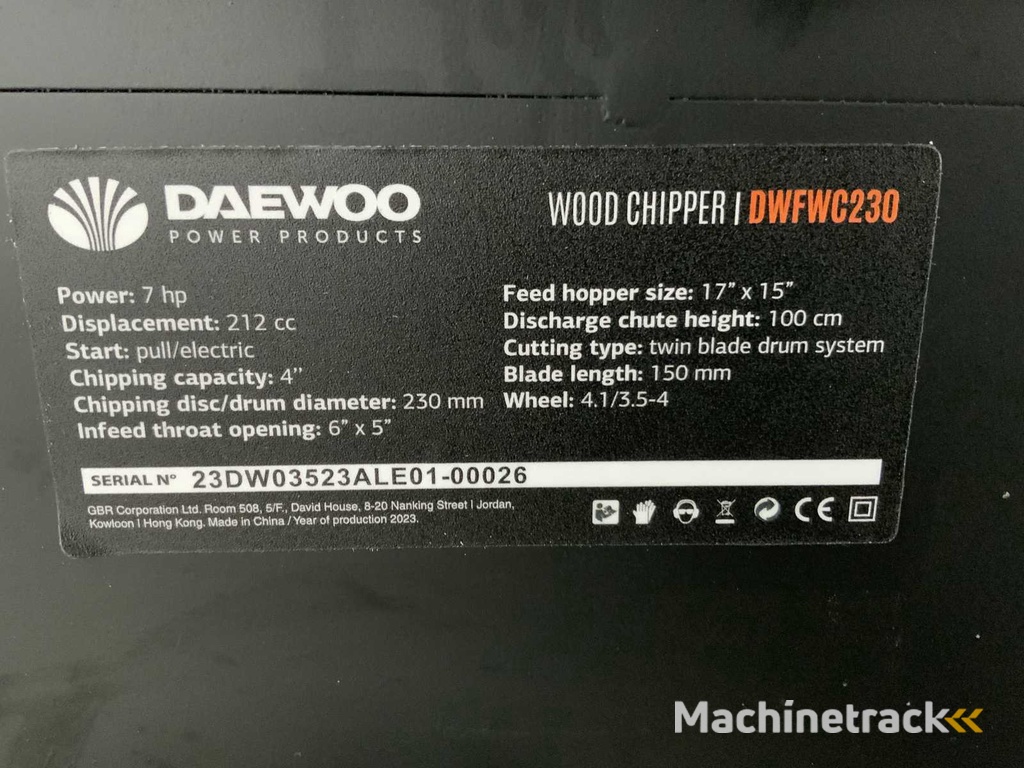 DAEWOO
POWER PRODUCTS
WOOD CHIPPER | DWFWC230
Power: 7 hp
Displacement: 212 cc
Start: pull/electric
Chipping capacity: 4’’
Chipping disc/drum diameter: 230 mm
Infeed throat opening: 6” x 5”
Feed hopper size: 17” x 15”
Discharge chute height: 100 cm
Cutting type: twin blade drum system
Blade length: 150 mm
Wheel: 4.1/3.5-4
SERIAL Nº 23DW03523ALE01-00026
GBR Corporation Ltd. Room 508, 5/F., David House, 8-20 Nanking Street | Jordan,
Kowloon | Hong Kong. Made in China / Year of production 2023.
CE
Machinetrack